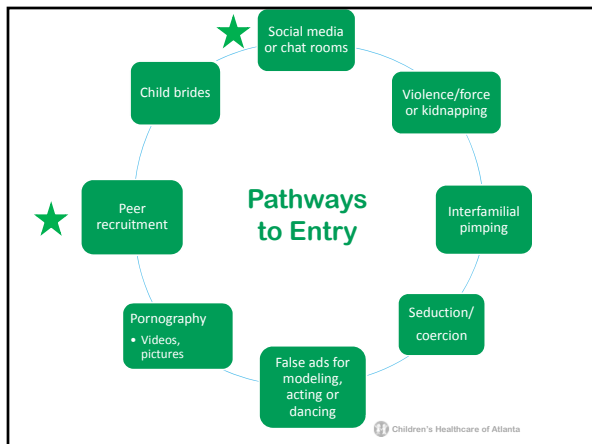 Social media
or chat rooms
Violence/force
or kidnapping
Interfamilial
pimping
Seduction/
coercion
False ads for
modeling,
acting or
dancing
Pornography
• Videos,
pictures
Peer
recruitment
Child brides
Pathways
to Entry
Children's Healthcare of Atlanta